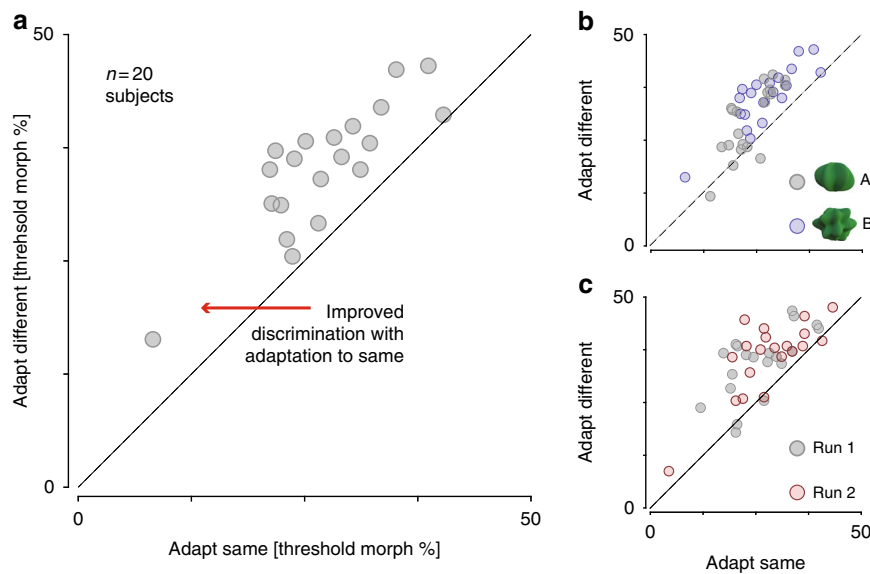 a
50
n=20
subjects
Adapt different [threhsold morph %]
Improved
discrimination with
adaptation to same
0
0
50
Adapt same [threshold morph %]
b
50
Adapt different
A
B
0
c
50
Adapt different
Run 1
Run 2
0
0
50
Adapt same